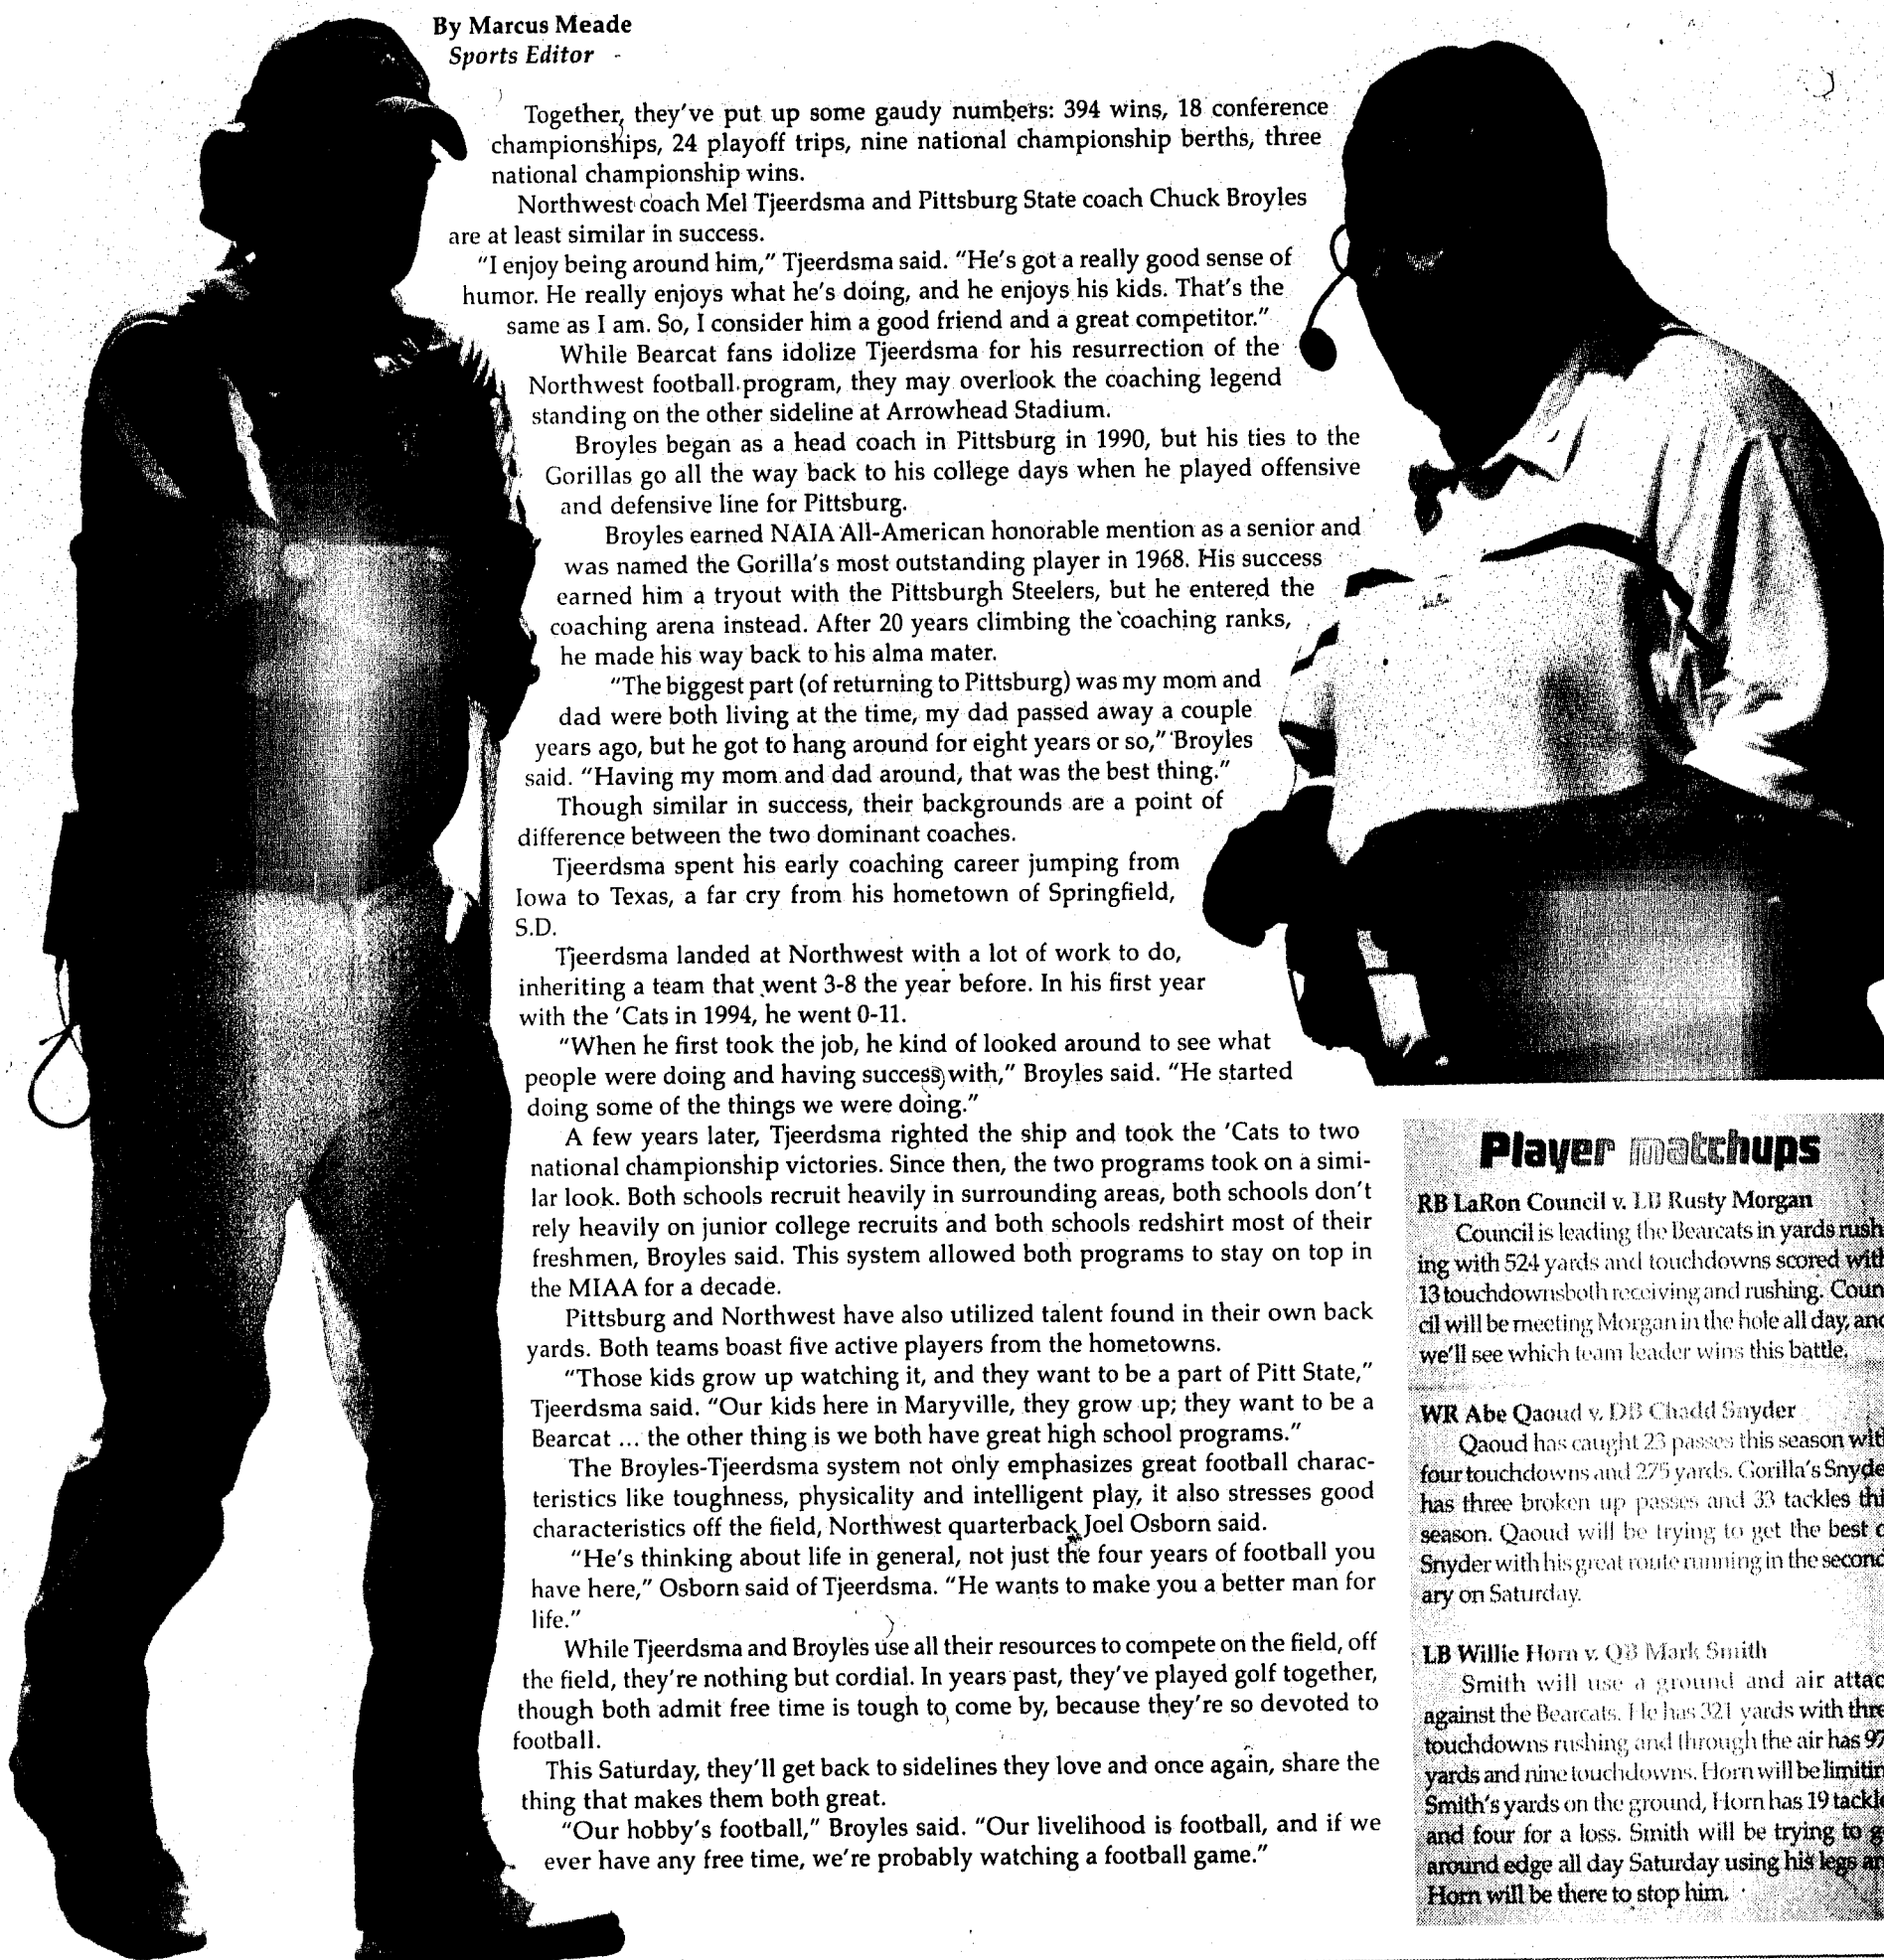 By Marcus Meade
Sports Editor
Together, they've put up some gaudy numbers: 394 wins, 18 conference
championships, 24 playoff trips, nine national championship berths, three
national championship wins.
Northwest coach Mel Tjeerdsma and Pittsburg State coach Chuck Broyles
are at least similar in success.
"I enjoy being around him," Tjeerdsma said. "He's got a really good sense of
humor. He really enjoys what he's doing, and he enjoys his kids. That's the
same as I am. So, I consider him a good friend and a great competitor."
While Bearcat fans idolize Tjeerdsma for his resurrection of the
Northwest football program, they may overlook the coaching legend
standing on the other sideline at Arrowhead Stadium.
Broyles began as a head coach in Pittsburg in 1990, but his ties to the
Gorillas go all the way back to his college days when he played offensive
and defensive line for Pittsburg.
Broyles earned NAIA All-American honorable mention as a senior and
was named the Gorilla's most outstanding player in 1968. His success
earned him a tryout with the Pittsburgh Steelers, but he entered the
coaching arena instead. After 20 years climbing the coaching ranks,
he made his way back to his alma mater.
"The biggest part (of returning to Pittsburg) was my mom and
dad were both living at the time, my dad passed away a couple
years ago, but he got to hang around for eight years or so," Broyles
said. "Having my mom and dad around, that was the best thing."
Though similar in success, their backgrounds are a point of
difference between the two dominant coaches.
Tjeerdsma spent his early coaching career jumping from
Iowa to Texas, a far cry from his hometown of Springfield,
S.D.
Tjeerdsma landed at Northwest with a lot of work to do,
inheriting a team that went 3-8 the year before. In his first year
with the 'Cats in 1994, he went 0-11.
"When he first took the job, he kind of looked around to see what
people were doing and having success with," Broyles said. "He started
doing some of the things we were doing."
A few years later, Tjeerdsma righted the ship and took the 'Cats to two
national championship victories. Since then, the two programs took on a simi-
lar look. Both schools recruit heavily in surrounding areas, both schools don't
rely heavily on junior college recruits and both schools redshirt most of their
freshmen, Broyles said. This system allowed both programs to stay on top in
the MIAA for a decade.
Pittsburg and Northwest have also utilized talent found in their own back
yards. Both teams boast five active players from the hometowns.
"Those kids grow up watching it, and they want to be a part of Pitt State,"
Tjeerdsma said. "Our kids here in Maryville, they grow up; they want to be a
Bearcat ... the other thing is we both have great high school programs."
The Broyles-Tjeerdsma system not only emphasizes great football charac-
teristics like toughness, physicality and intelligent play, it also stresses good
characteristics off the field, Northwest quarterback Joel Osborn said.
"He's thinking about life in general, not just the four years of football you
have here," Osborn said of Tjeerdsma. "He wants to make you a better man for
life."
While Tjeerdsma and Broyles use all their resources to compete on the field, off
the field, they're nothing but cordial. In years past, they've played golf together,
though both admit free time is tough to come by, because they're so devoted to
football.
This Saturday, they'll get back to sidelines they love and once again, share the
thing that makes them both great.
"Our hobby's football," Broyles said. "Our livelihood is football, and if we
ever have any free time, we're probably watching a football game."
Player matchups
RB LaRon Council v. LB Rusty Morgan
Council is leading the Bearcats in yards rush
ing with 524 yards and touchdowns scored with
13 touchdownsboth receiving and rushing. Coun
cil will be meeting Morgan in the hole all day, and
we'll see which team leader wins this battle.
WR Abe Qaoud v. DB Chadd Snyder
Qaoud has caught 23 passes this season with
four touchdowns and 275 yards. Gorilla's Snyde
has three broken up passes and 33 tackles thi
season. Qaoud will be trying to get the best o
Snyder with his great route running in the second
ary on Saturday.
LB Willie Horn v. QB Mark Smith
Smith will use a ground and air attac
against the Bearcats. He has 321 yards with thre
touchdowns rushing and through the air has 97
yards and nine touchdowns. Horn will be limitin
Smith's yards on the ground, Horn has 19 tackle
and four for a loss. Smith will be trying to g
around edge all day Saturday using his legs an
Horn will be there to stop him.